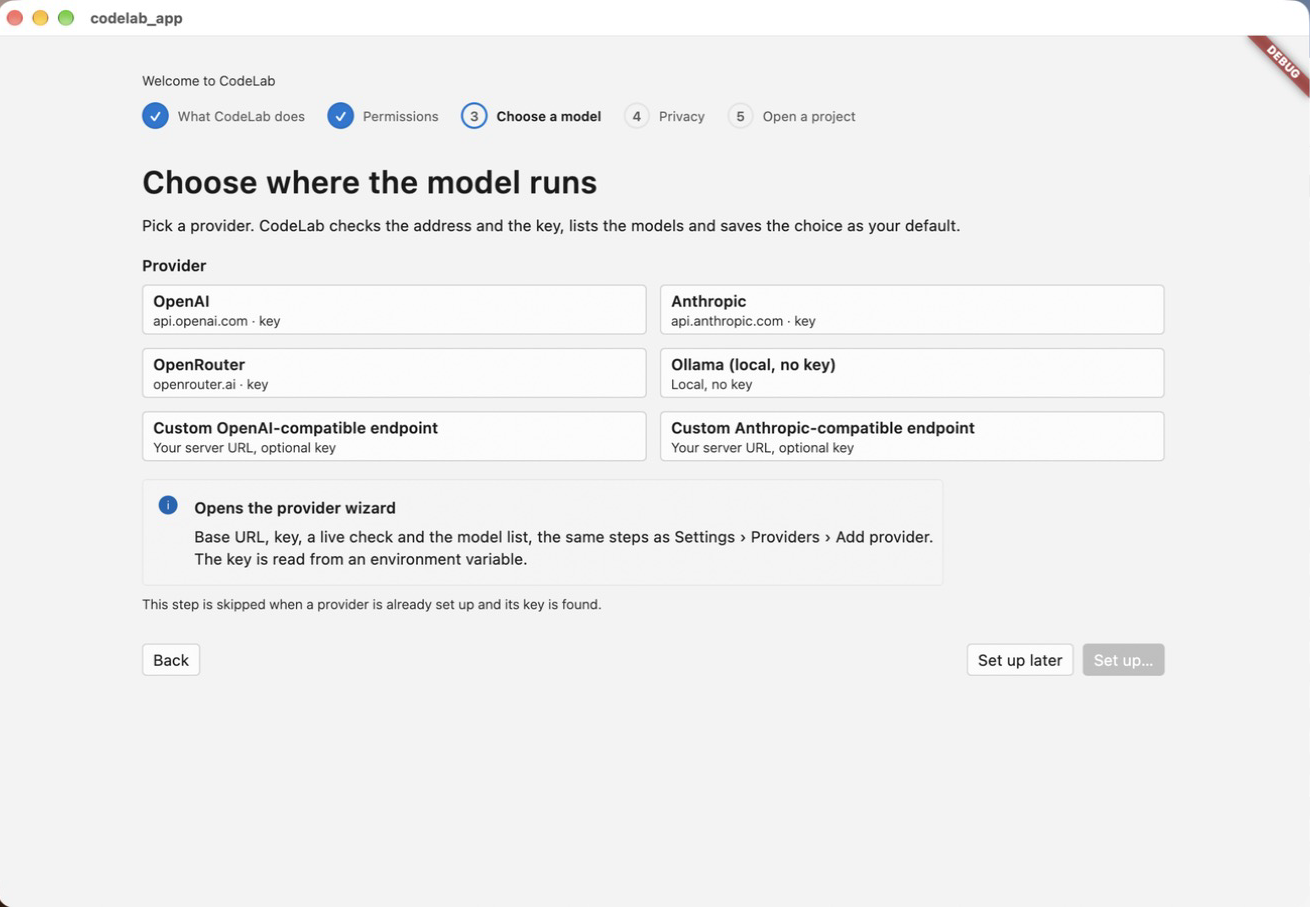 codelab_app
DEBUG
Welcome to CodeLab
What CodeLab does Permissions 3 Choose a model 4 Privacy 5 Open a project
Choose where the model runs
Pick a provider. CodeLab checks the address and the key, lists the models and saves the choice as your default.
Provider
OpenAI
api.openai.com · key
Anthropic
api.anthropic.com · key
OpenRouter
openrouter.ai · key
Ollama (local, no key)
Local, no key
Custom OpenAI-compatible endpoint
Your server URL, optional key
Custom Anthropic-compatible endpoint
Your server URL, optional key
i
Opens the provider wizard
Base URL, key, a live check and the model list, the same steps as Settings › Providers › Add provider.
The key is read from an environment variable.
This step is skipped when a provider is already set up and its key is found.
Back
Set up later
Set up...